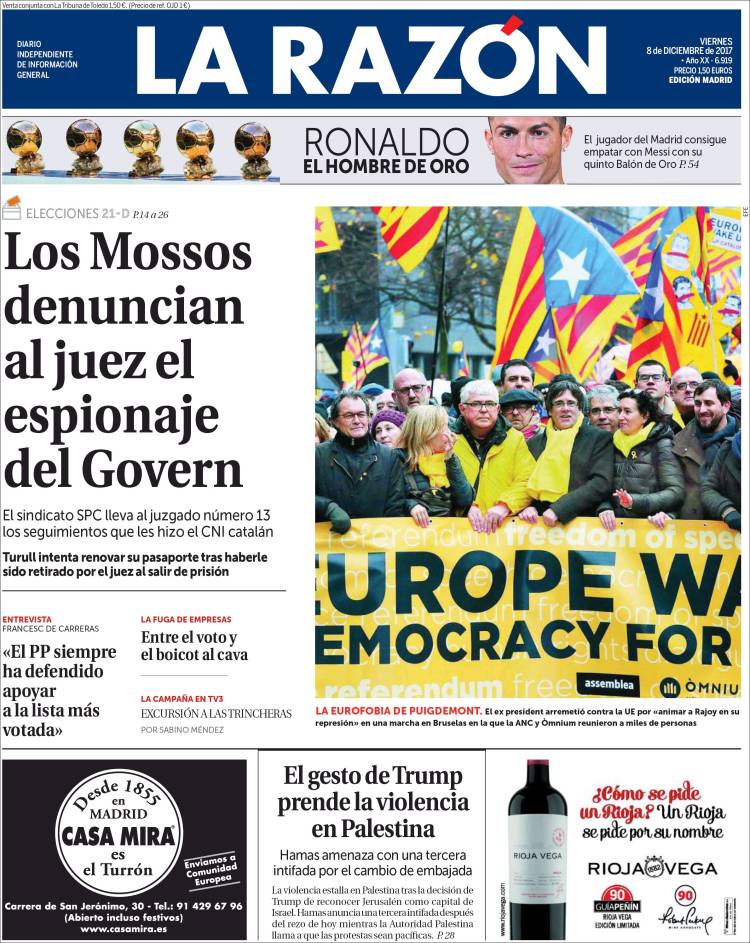 Venta conjunta con La Tribuna de Toledo 1,50 €. (Precio de ref. OJD 1 €)
DIARIO
INDEPENDIENTE
DE INFORMACIÓN
GENERAL
LA RAZÓN
VIERNES
8 de DICIEMBRE de 2017
• Año XX - 6.919
PRECIO 1,50 EUROS
EDICIÓN MADRID
RONALDO
EL HOMBRE DE ORO
El jugador del Madrid consigue
empatar con Messi con su
quinto Balón de Oro P. 54
ELECCIONES 21-D P.14 a 26
Los Mossos
denuncian
al juez el
espionaje
del Govern
El sindicato SPC lleva al juzgado número 13
los seguimientos que les hizo el CNI catalán
Turull intenta renovar su pasaporte tras haberle
sido retirado por el juez al salir de prisión
ENTREVISTA
FRANCESC DE CARRERAS
«El PP siempre
ha defendido
apoyar
a la lista más
votada»
LA FUGA DE EMPRESAS
Entre el voto y
el boicot al cava
LA CAMPAÑA EN TV3
EXCURSIÓN A LAS TRINCHERAS
POR SABINO MÉNDEZ
EFE
referendum freedom of spe
EUROPE WA
EMOCRACY FOR
referendum free
assemblea
ÒMNIU
LA EUROFOBIA DE PUIGDEMONT. El ex president arremetió contra la UE por «animar a Rajoy en su
represión» en una marcha en Bruselas en la que la ANC y Òmnium reunieron a miles de personas
Desde 1855
en
MADRID
CASA MIRA
es
el Turrón
Enviamos a
Comunidad
Europea
Carrera de San Jerónimo, 30 - Tel.: 91 429 67 96
(Abierto incluso festivos)
www.casamira.es
El gesto de Trump
prende la violencia
en Palestina
Hamas amenaza con una tercera
intifada por el cambio de embajada
La violencia estalla en Palestina tras la decisión de
Trump de reconocer Jerusalén como capital de
Israel. Hamas anuncia una tercera intifada después
del rezo de hoy mientras la Autoridad Palestina
llama a que las protestas sean pacíficas. P. 28
www.riojavega.com
RIOJA VEGA
¿Cómo se pide
un Rioja? Un Rioja
se pide por su nombre
RIOJA VEGA
90
GUÍAPEÑÍN
RIOJA VEGA
EDICIÓN LIMITADA
90
WINE ADVOCATE